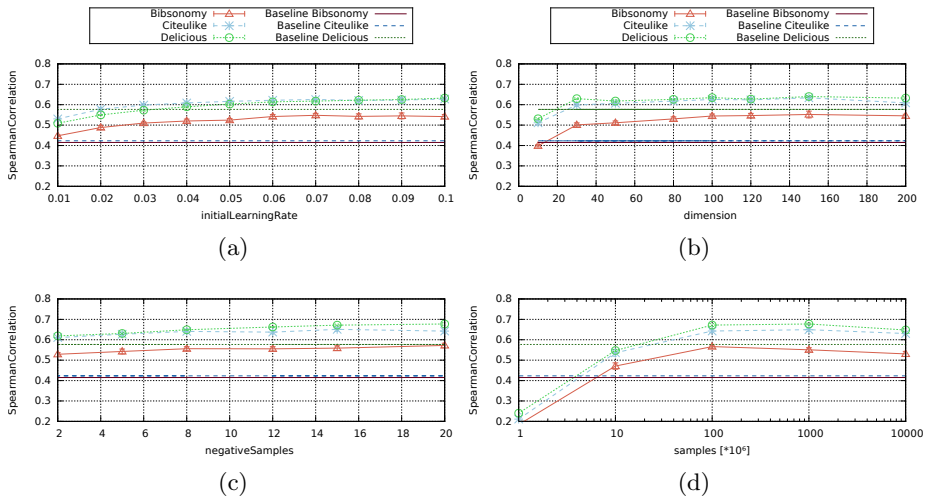 Bibsonomy Baseline Bibsonomy
Citeulike Baseline Citeulike
Delicious Baseline Delicious
Bibsonomy Baseline Bibsonomy
Citeulike Baseline Citeulike
Delicious Baseline Delicious
SpearmanCorrelation
0.8
0.7
0.6
0.5
0.4
0.3
0.2
0.01 0.02 0.03 0.04 0.05 0.06 0.07 0.08 0.09 0.1
initialLearningRate
(a)
SpearmanCorrelation
0.8
0.7
0.6
0.5
0.4
0.3
0.2
0 20 40 60 80 100 120 140 160 180 200
dimension
(b)
SpearmanCorrelation
0.8
0.7
0.6
0.5
0.4
0.3
0.2
2 4 6 8 10 12 14 16 18 20
negativeSamples
(c)
SpearmanCorrelation
0.8
0.7
0.6
0.5
0.4
0.3
0.2
1 10 100 1000 10000
samples [*10⁶]
(d)